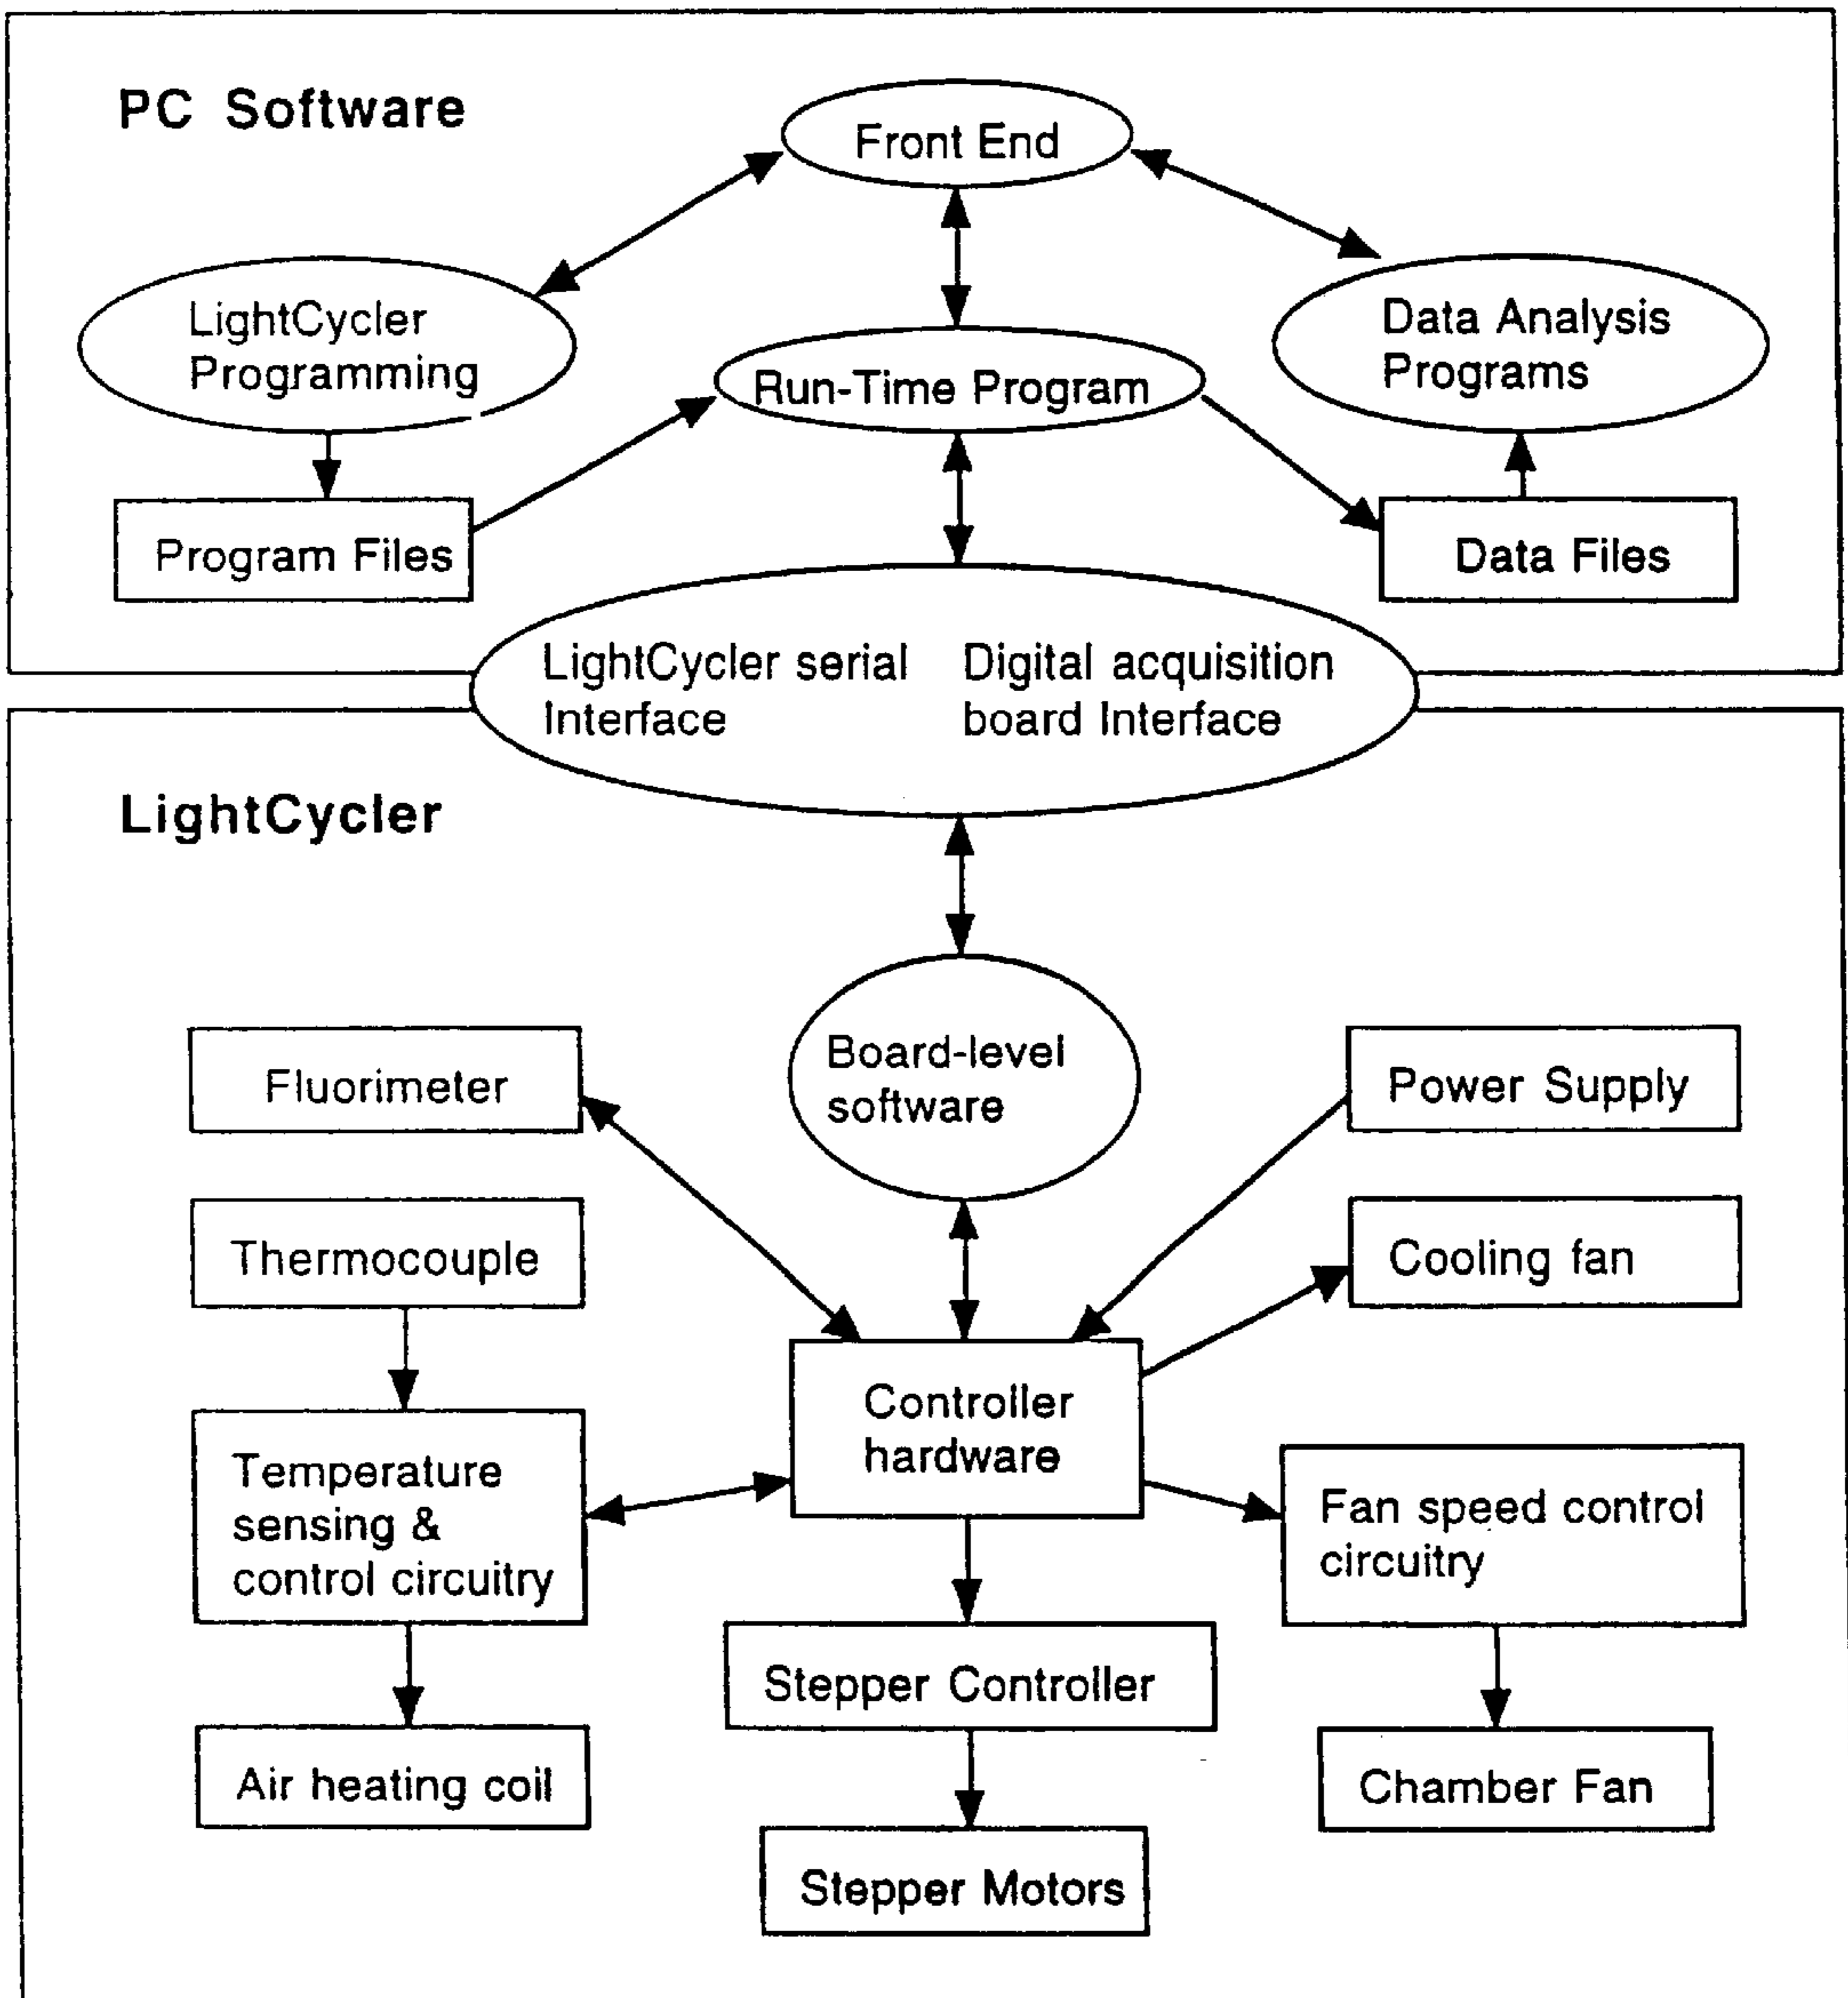 PC Software
Front End
LightCycler
Programming
Run-Time Program
Data Analysis
Programs
Program Files
Data Files
LightCycler serial
Interface
Digital acquisition
board Interface
LightCycler
Board-level
software
Fluorimeter
Power Supply
Thermocouple
Cooling fan
Controller
hardware
Temperature
sensing &
control circuitry
Fan speed control
circuitry
Stepper Controller
Air heating coil
Chamber Fan
Stepper Motors